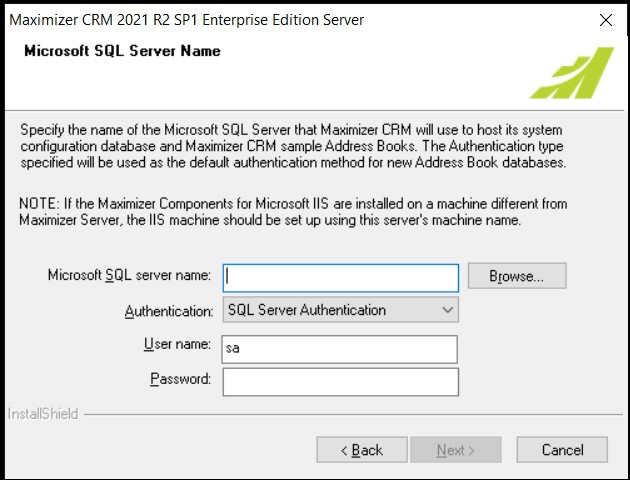 Maximizer CRM 2021 R2 SP1 Enterprise Edition Server
Microsoft SQL Server Name
Specify the name of the Microsoft SQL Server that Maximizer CRM will use to host its system
configuration database and Maximizer CRM sample Address Books. The Authentication type
specified will be used as the default authentication method for new Address Book databases.
NOTE: If the Maximizer Components for Microsoft IIS are installed on a machine different from
Maximizer Server, the IIS machine should be set up using this server's machine name.
Microsoft SQL server name:
Browse...
Authentication: SQL Server Authentication
User name: sa
Password:
InstallShield
< Back Next > Cancel